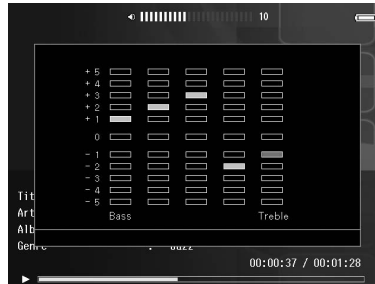 10
+ 5
+ 4
+ 3
+ 2
+ 1
0
- 1
- 2
- 3
- 4
- 5
Bass Treble
Tit
Art
Alb
Genre : Jazz
00:00:37 / 00:01:28